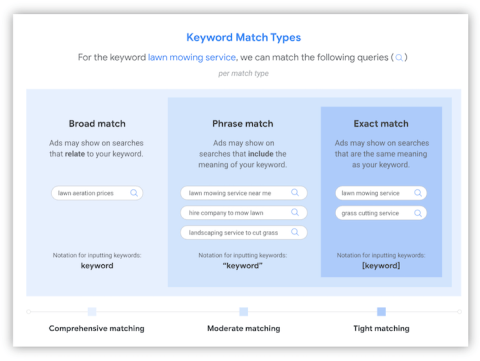 Keyword Match Types
For the keyword lawn mowing service, we can match the following queries ( )
per match type
Broad match
Ads may show on searches
that relate to your keyword.
lawn aeration prices
Notation for inputting keywords:
keyword
Phrase match
Ads may show on
searches that include the
meaning of your keyword.
lawn mowing service near me
hire company to mow lawn
landscaping service to cut grass
Notation for inputting keywords:
"keyword"
Exact match
Ads may show on searches
that are the same meaning
as your keyword.
lawn mowing service
grass cutting service
Notation for inputting keywords:
[keyword]
Comprehensive matching
Moderate matching
Tight matching